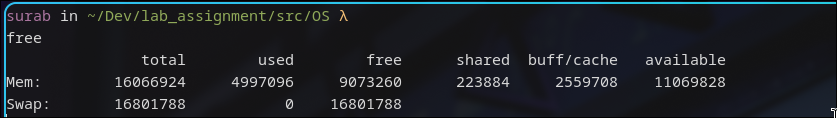 surab in ~/Dev/lab_assignment/src/OS λ
free
total used free shared buff/cache available
Mem: 16066924 4997096 9073260 223884 2559708 11069828
Swap: 16801788 0 16801788